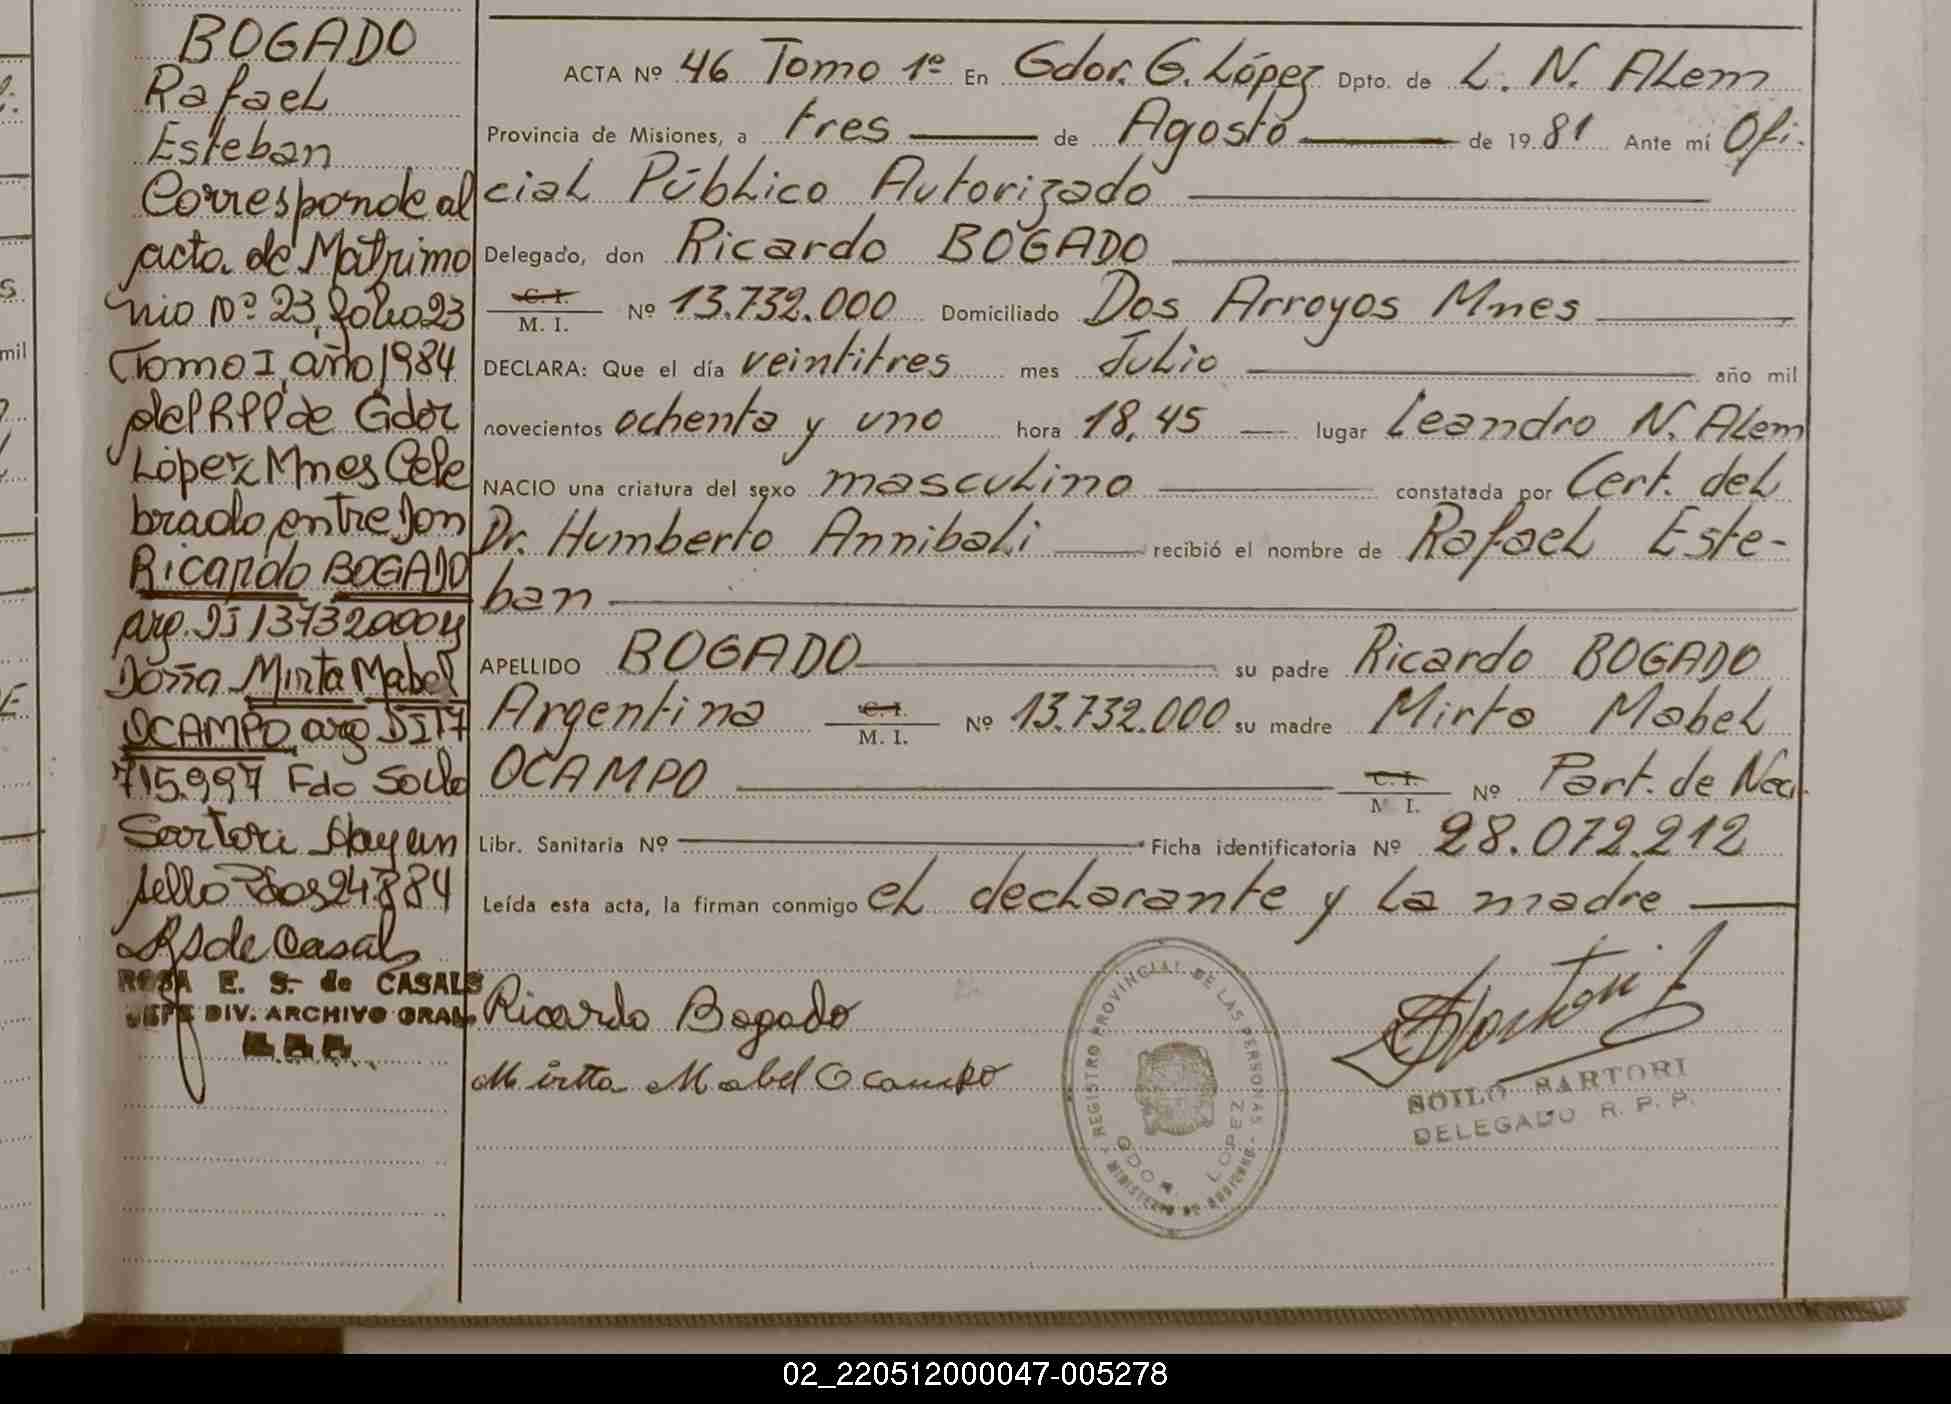 BOGADO
Rafael
Esteban
Corresponde al
acta de Matrimo
nio Nº 23, folio 23
Tomo I, año 1984
del RPP de Gdor
López Mnes Cele
brado entre Don
Ricardo BOGADO
arg. DI 13732000 y
Doña Mirta Mabel
OCAMPO, arg DI 17
715.997 Fdo Soilo
Sartori Hay un
sello Pdos 24 8 84
RS de Casals
ROSA E. S. de CASALS
JEFE DIV. ARCHIVO GRAL.
ACTA Nº 46 Tomo 1º En Gdor. G. López Dpto. de L. N. ALem
Provincia de Misiones, a tres de Agosto de 1981 Ante mí Ofi-
cial Público Autorizado
Delegado, don Ricardo BOGADO
C. I.
M. I. Nº 13.732.000 Domiciliado Dos Arroyos Mnes
DECLARA: Que el día veintitres mes Julio año mil
novecientos ochenta y uno hora 18,45 lugar Leandro N. ALem
NACIO una criatura del sexo masculino constatada por Cert. del
Dr. Humberto Annibali recibió el nombre de Rafael Este-
ban
APELLIDO BOGADO su padre Ricardo BOGADO
Argentina C. I.
M. I. Nº 13.732.000 su madre Mirta Mabel
OCAMPO C. I.
M. I. Nº Part. de Nac.
Libr. Sanitaria Nº Ficha identificatoria Nº 28.072.212
Leída esta acta, la firman conmigo el declarante y la madre
Ricardo Bogado
Mirtta Mabel Ocampo
REGISTRO PROVINCIAL DE LAS PERSONAS
MINISTERIO DE GOBIERNO
GDOR. LOPEZ
Sartori
SOILO SARTORI
DELEGADO R. P. P.
02_220512000047-005278